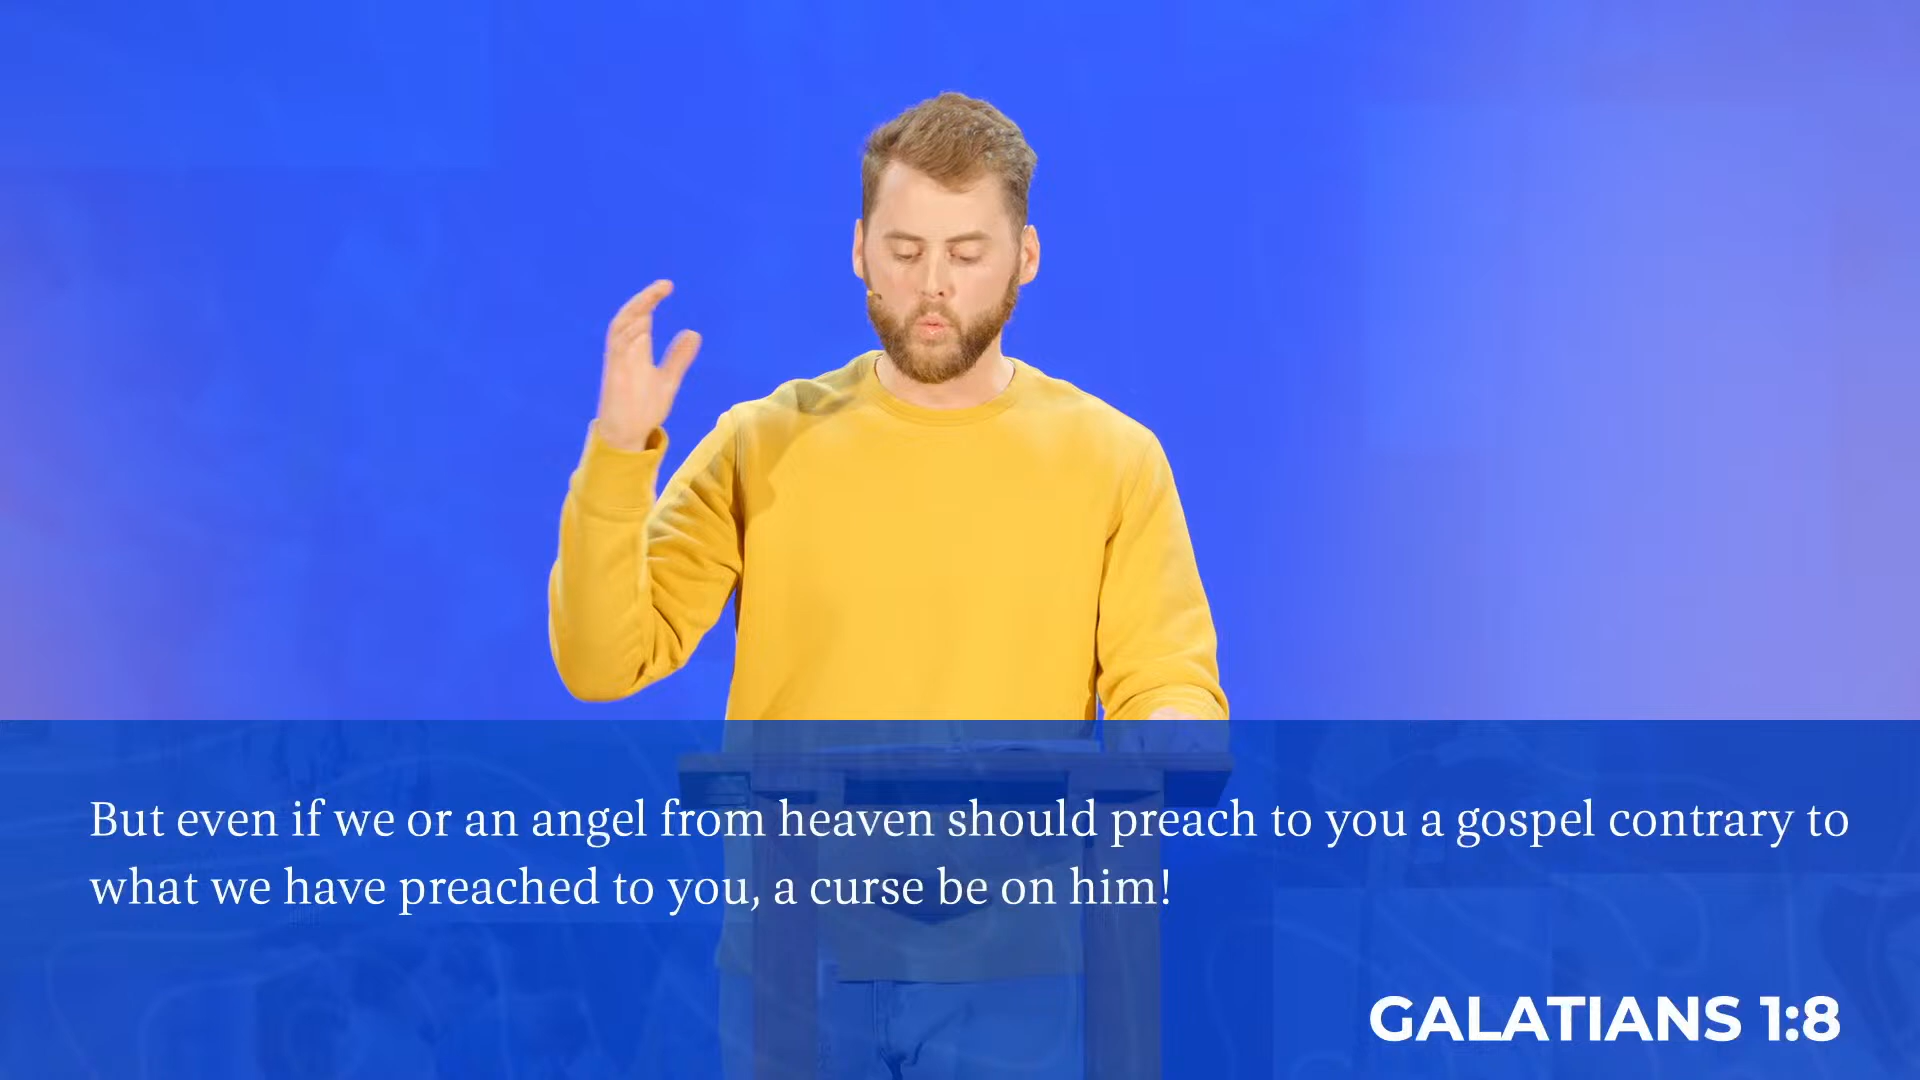 But even if we or an angel from heaven should preach to you a gospel contrary to
what we have preached to you, a curse be on him!
GALATIANS 1:8